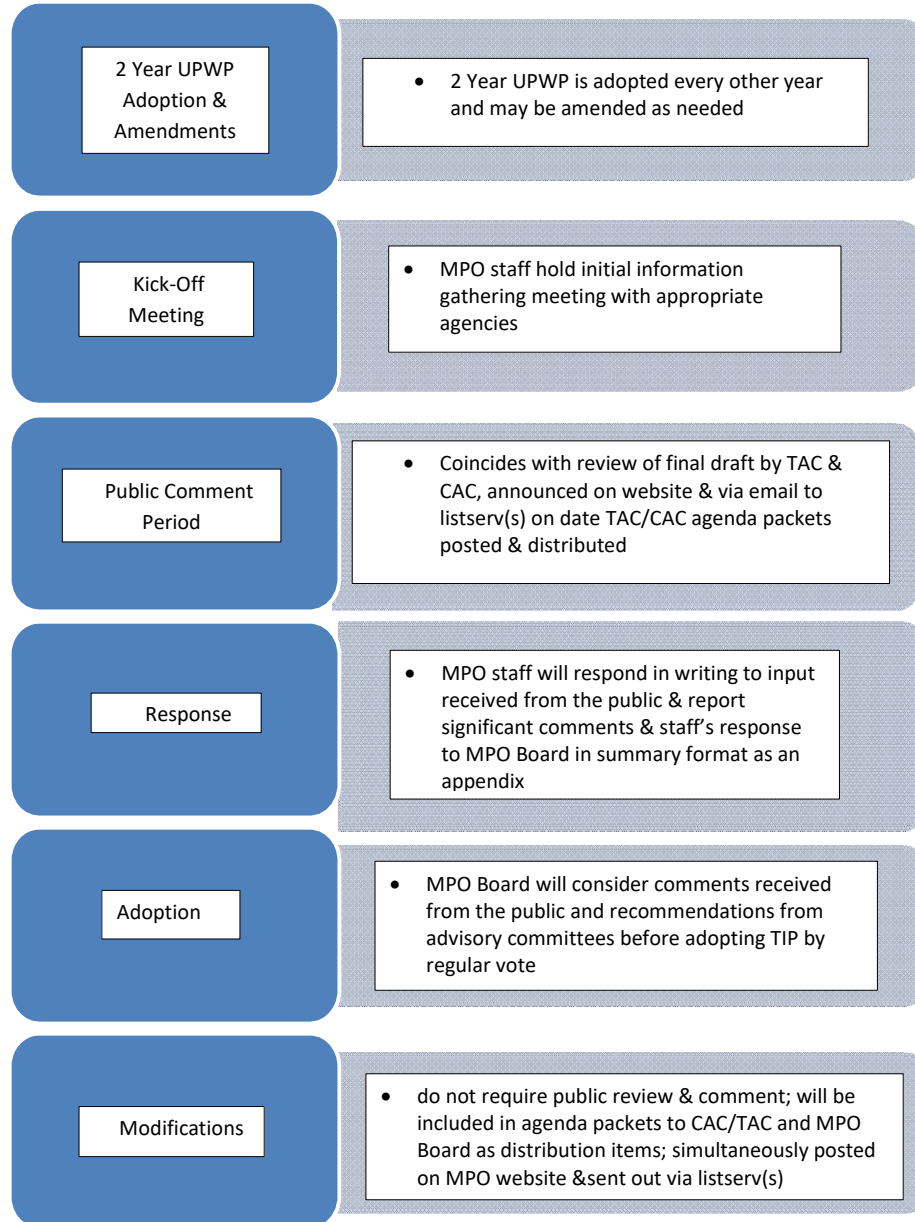 2 Year UPWP
Adoption &
Amendments
• 2 Year UPWP is adopted every other year
and may be amended as needed
Kick-Off
Meeting
• MPO staff hold initial information
gathering meeting with appropriate
agencies
Public Comment
Period
• Coincides with review of final draft by TAC &
CAC, announced on website & via email to
listserv(s) on date TAC/CAC agenda packets
posted & distributed
Response
• MPO staff will respond in writing to input
received from the public & report
significant comments & staff’s response
to MPO Board in summary format as an
appendix
Adoption
• MPO Board will consider comments received
from the public and recommendations from
advisory committees before adopting TIP by
regular vote
Modifications
• do not require public review & comment; will be
included in agenda packets to CAC/TAC and MPO
Board as distribution items; simultaneously posted
on MPO website &sent out via listserv(s)